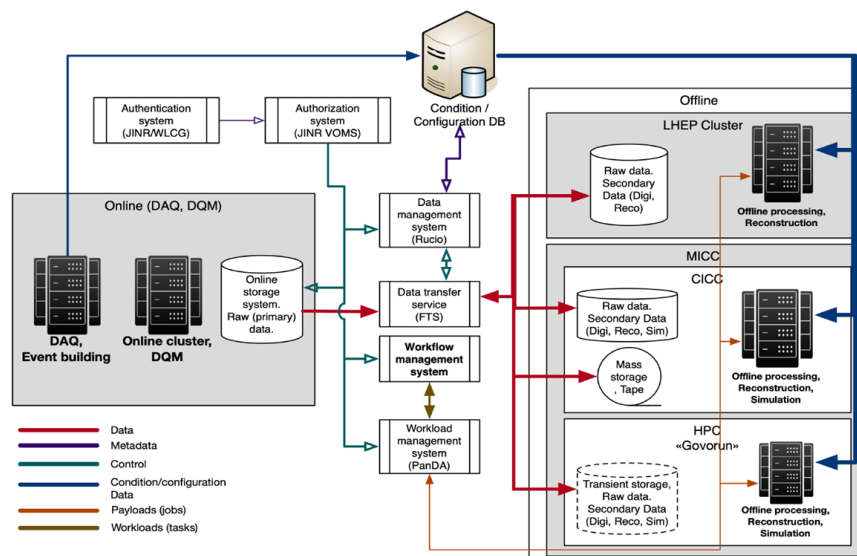 Authentication
system
(JINR/WLCG)
Authorization
system
(JINR VOMS)
Condition /
Configuration DB
Offline
LHEP Cluster
Raw data.
Secondary
Data (Digi,
Reco)
Offline processing,
Reconstruction
Online (DAQ, DQM)
DAQ,
Event building
Online cluster,
DQM
Online
storage
system.
Raw (primary)
data.
Data
management
system
(Rucio)
Data transfer
service
(FTS)
Workflow
management
system
Workload
management
system
(PanDA)
MICC
CICC
Raw data.
Secondary Data
(Digi, Reco, Sim)
Mass
storage
, Tape
Offline processing,
Reconstruction,
Simulation
HPC
«Govorun»
Transient storage,
Raw data.
Secondary Data
(Digi, Reco, Sim)
Offline processing,
Reconstruction,
Simulation
Data
Metadata
Control
Condition/configuration
Data
Payloads (jobs)
Workloads (tasks)